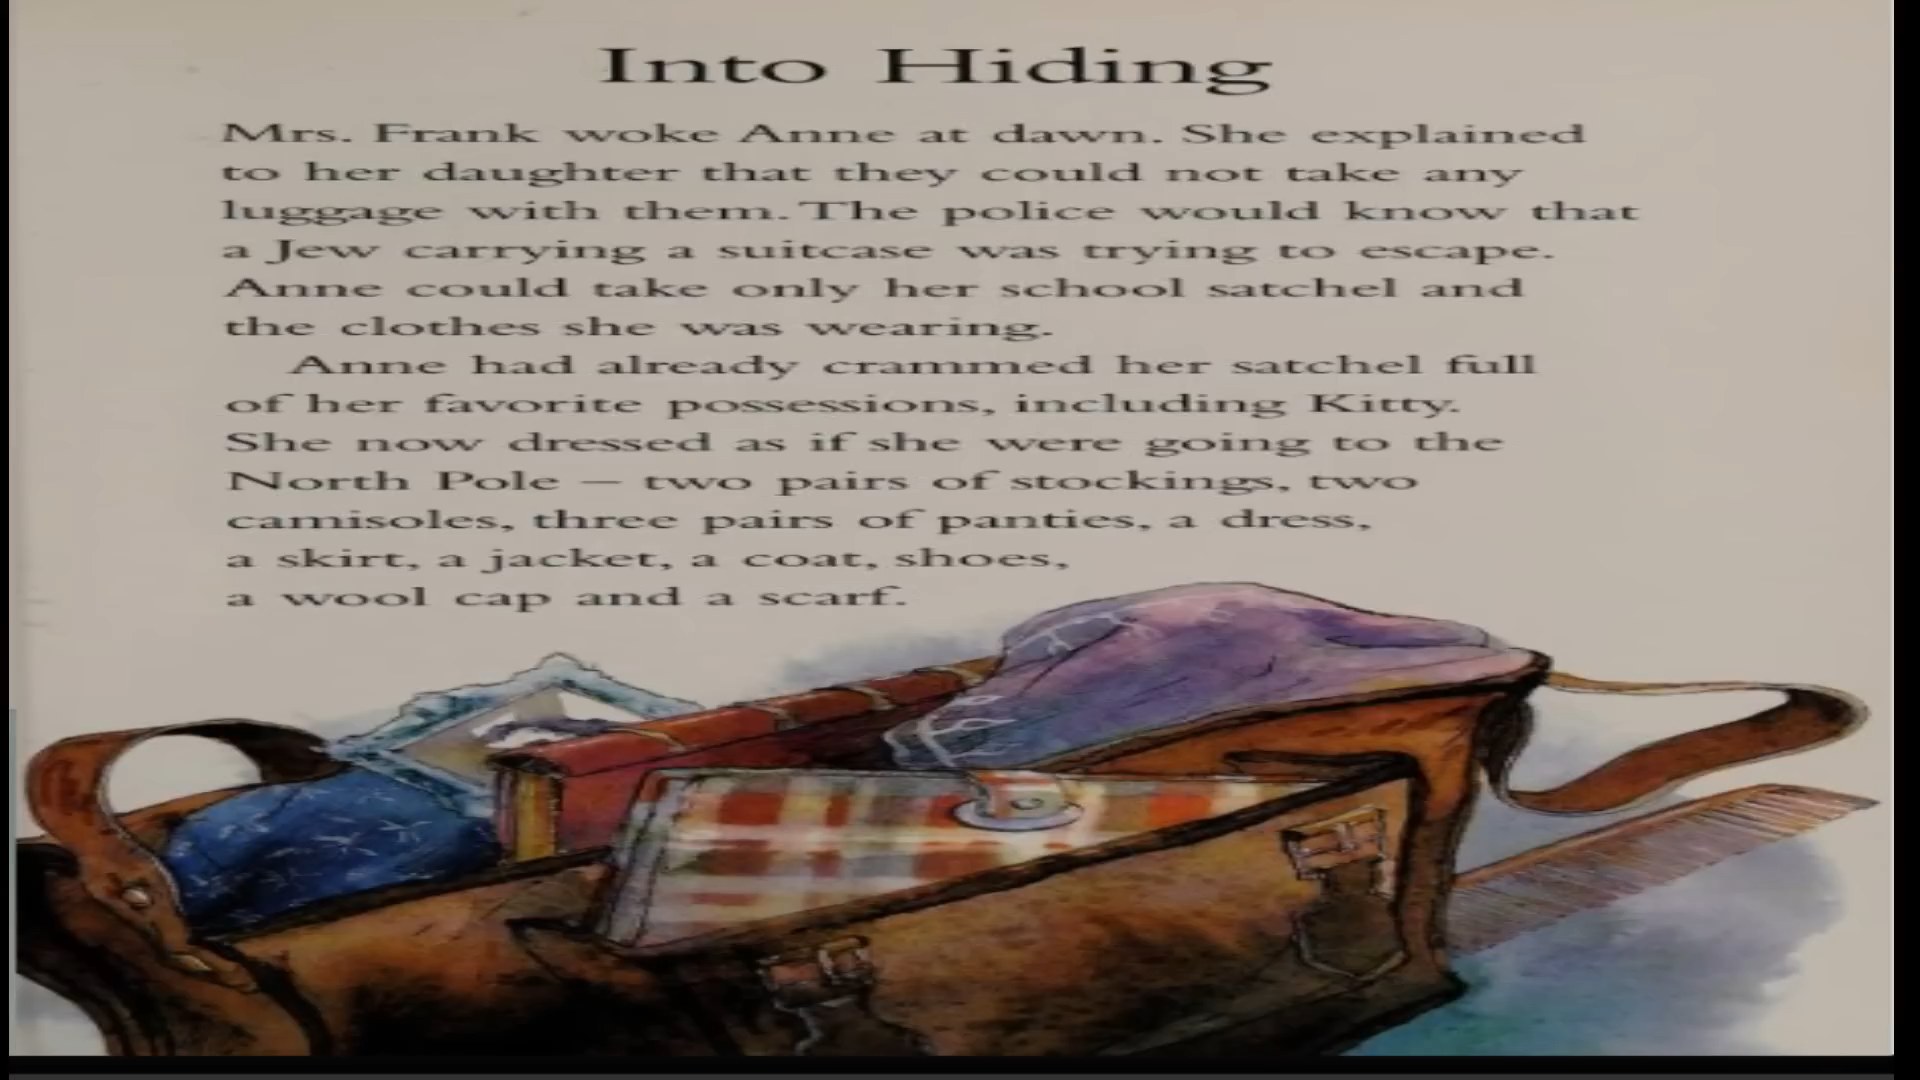 Into Hiding
Mrs. Frank woke Anne at dawn. She explained
to her daughter that they could not take any
luggage with them. The police would know that
a Jew carrying a suitcase was trying to escape.
Anne could take only her school satchel and
the clothes she was wearing.
Anne had already crammed her satchel full
of her favorite possessions, including Kitty.
She now dressed as if she were going to the
North Pole – two pairs of stockings, two
camisoles, three pairs of panties, a dress,
a skirt, a jacket, a coat, shoes,
a wool cap and a scarf.